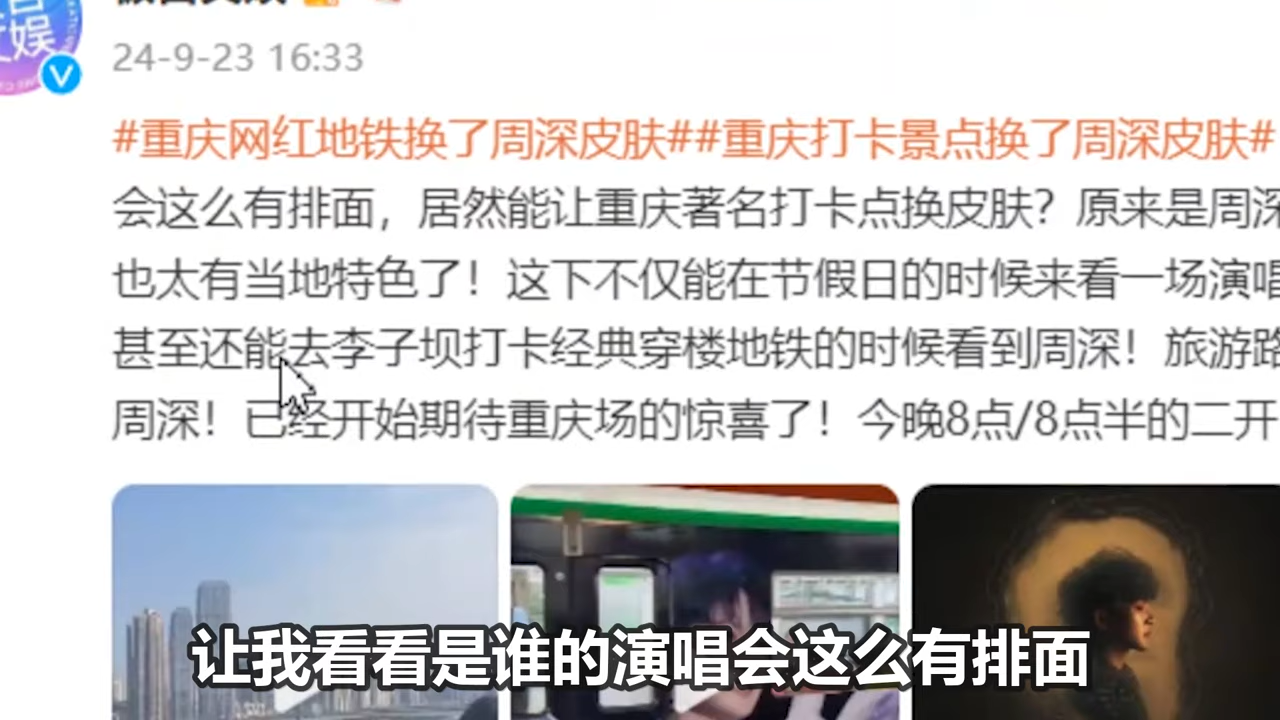 24-9-23 16:33
#重庆网红地铁换了周深皮肤##重庆打卡景点换了周深皮肤#
会这么有排面，居然能让重庆著名打卡点换皮肤？原来是周深
也太有当地特色了！这下不仅能在节假日的时候来看一场演唱
甚至还能去李子坝打卡经典穿楼地铁的时候看到周深！旅游路
周深！已经开始期待重庆场的惊喜了！今晚8点/8点半的二开
让我看看是谁的演唱会这么有排面